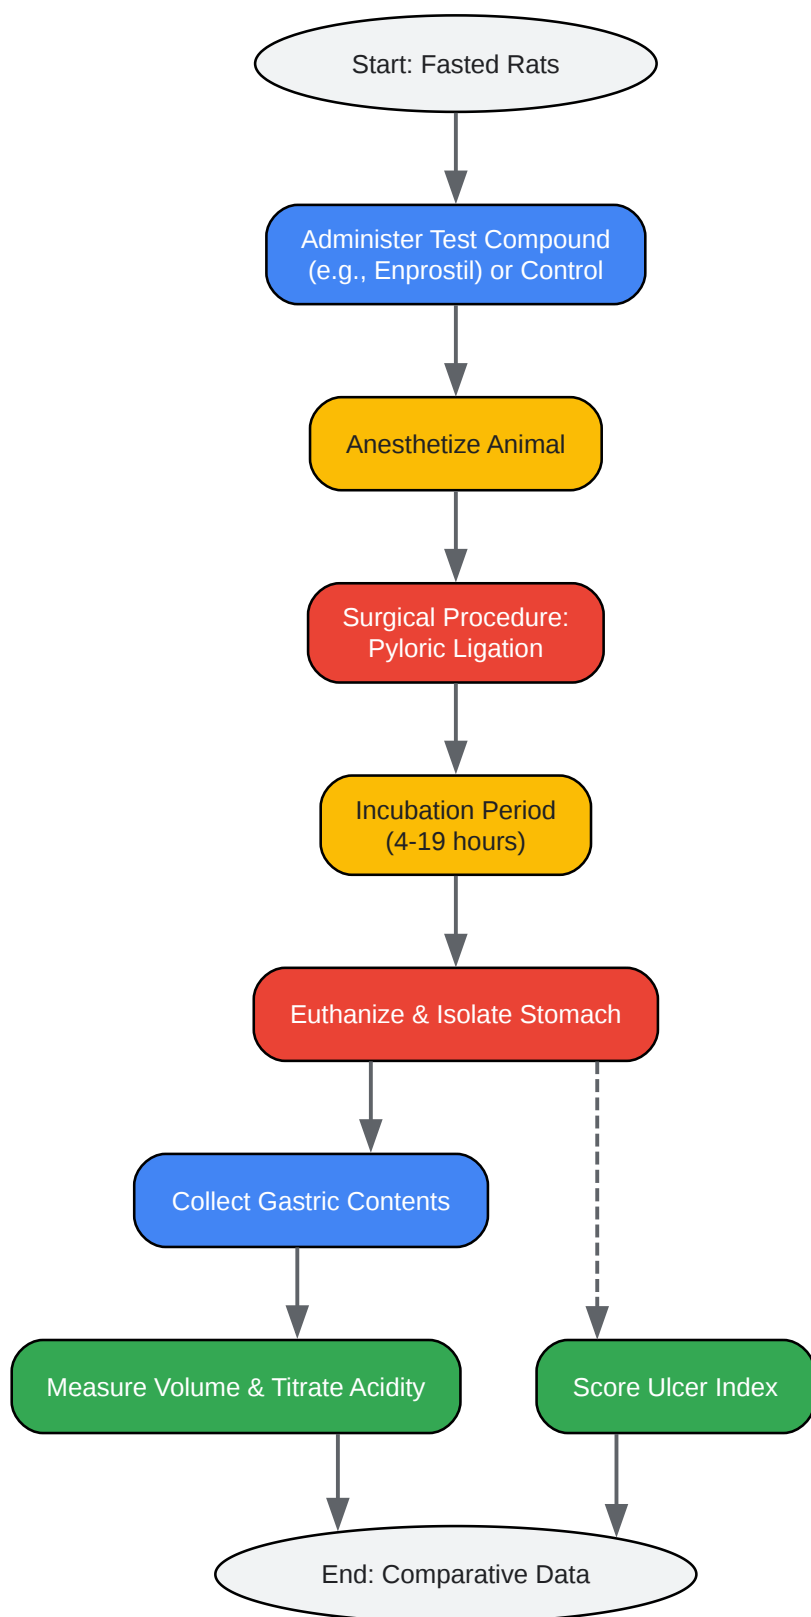 Start: Fasted Rats
Administer Test Compound
(e.g., Enprostil) or Control
Anesthetize Animal
Surgical Procedure:
Pyloric Ligation
Incubation Period
(4-19 hours)
Euthanize & Isolate Stomach
Collect Gastric Contents
Measure Volume & Titrate Acidity
Score Ulcer Index
End: Comparative Data